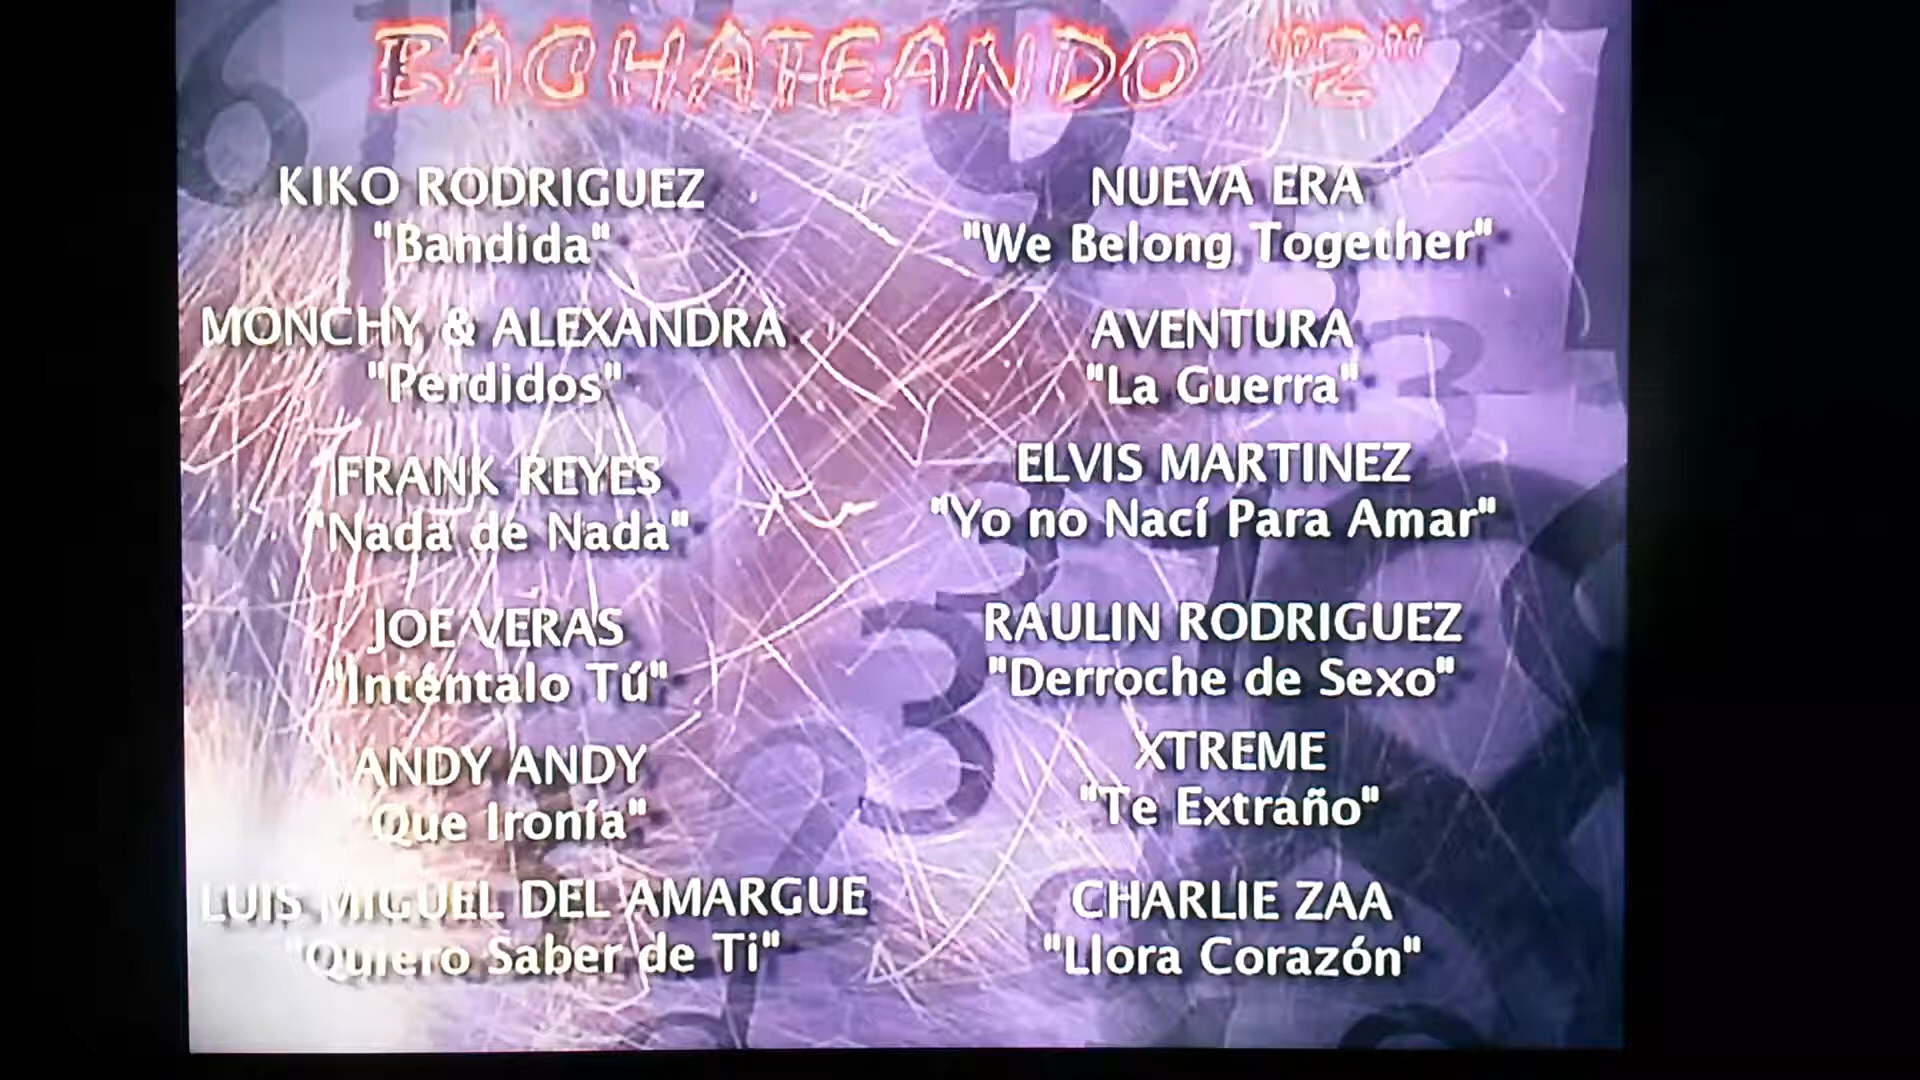 BACHATEANDO "2"
KIKO RODRIGUEZ
"Bandida"
MONCHY & ALEXANDRA
"Perdidos"
FRANK REYES
"Nada de Nada"
JOE VERAS
"Inténtalo Tú"
ANDY ANDY
"Que Ironía"
LUIS MIGUEL DEL AMARGUE
"Quiero Saber de Ti"
NUEVA ERA
"We Belong Together"
AVENTURA
"La Guerra"
ELVIS MARTINEZ
"Yo no Nací Para Amar"
RAULIN RODRIGUEZ
"Derroche de Sexo"
XTREME
"Te Extraño"
CHARLIE ZAA
"Llora Corazón"